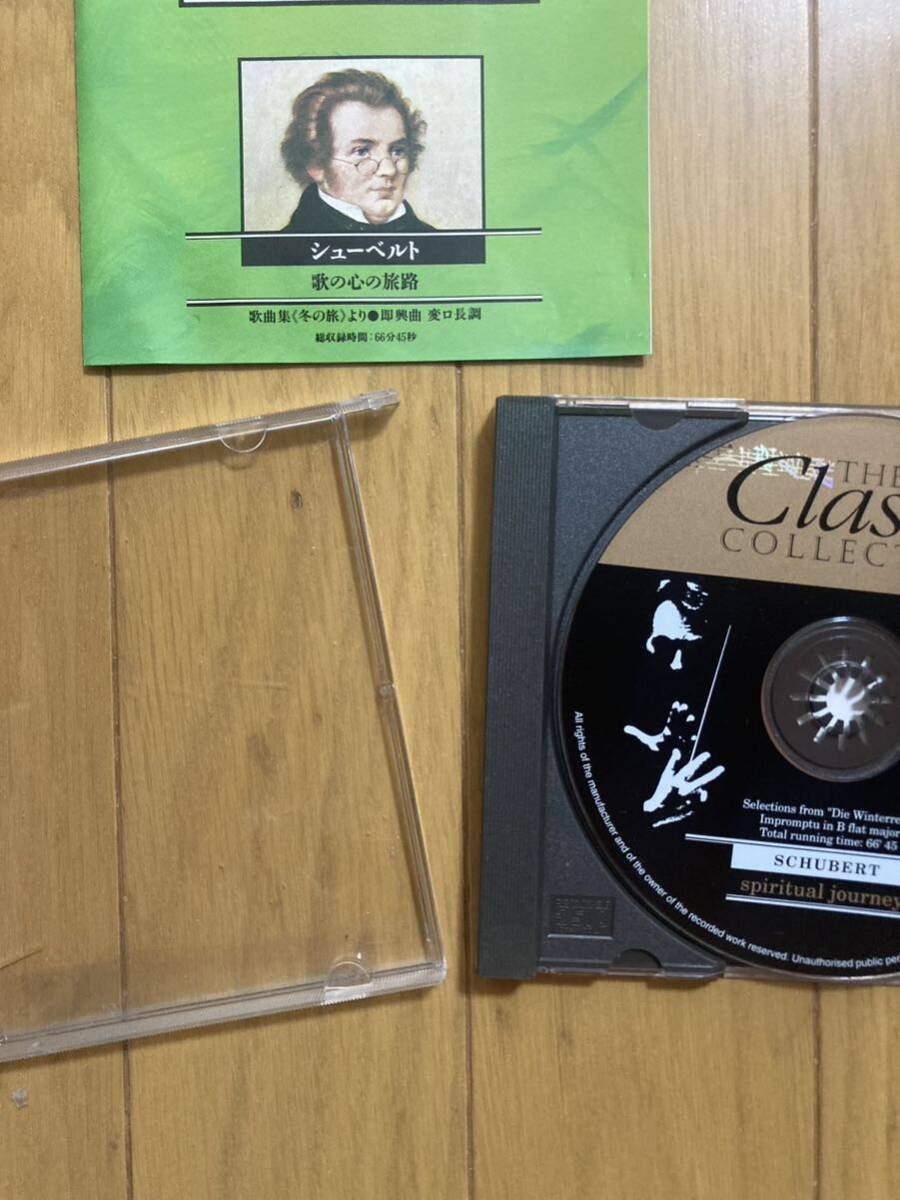 シューベルト
歌の心の旅路
歌曲集《冬の旅》より●即興曲 変ロ長調
総収録時間：66分45秒
THE
Clas
COLLECT
Selections from "Die Winterre
Impromptu in B flat major
Total running time: 66' 45
SCHUBERT
spiritual journey
All rights of the manufacturer and of the owner of the recorded work reserved. Unauthorised public per